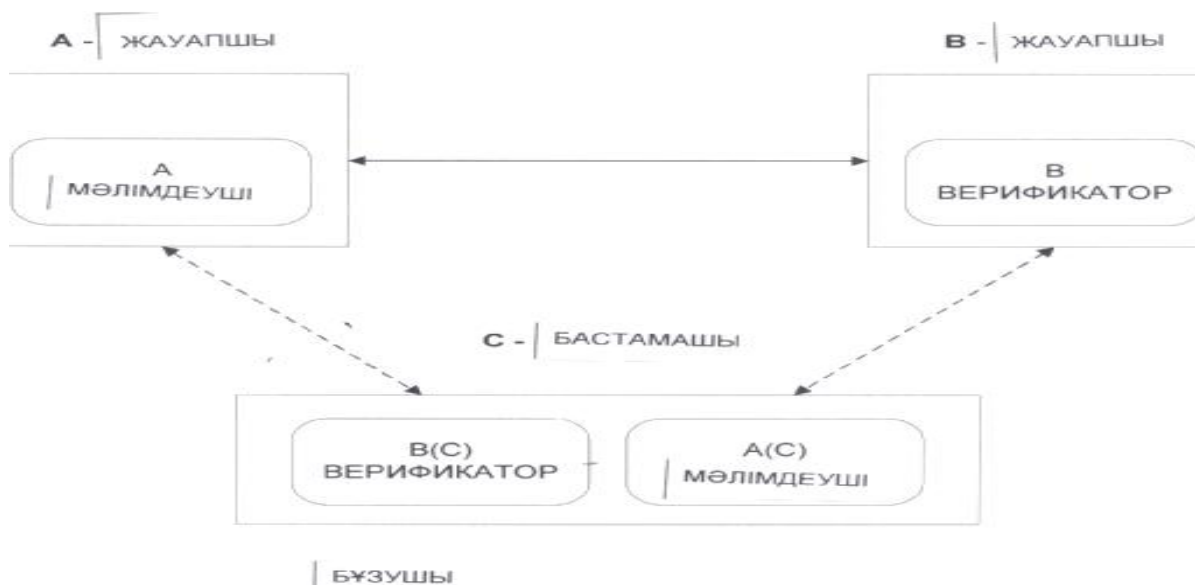 A - ЖАУАПШЫ
B - ЖАУАПШЫ
A
МӘЛІМДЕУШІ
B
ВЕРИФИКАТОР
C - БАСТАМАШЫ
B(C)
ВЕРИФИКАТОР
A(C)
МӘЛІМДЕУШІ
БҰЗУШЫ